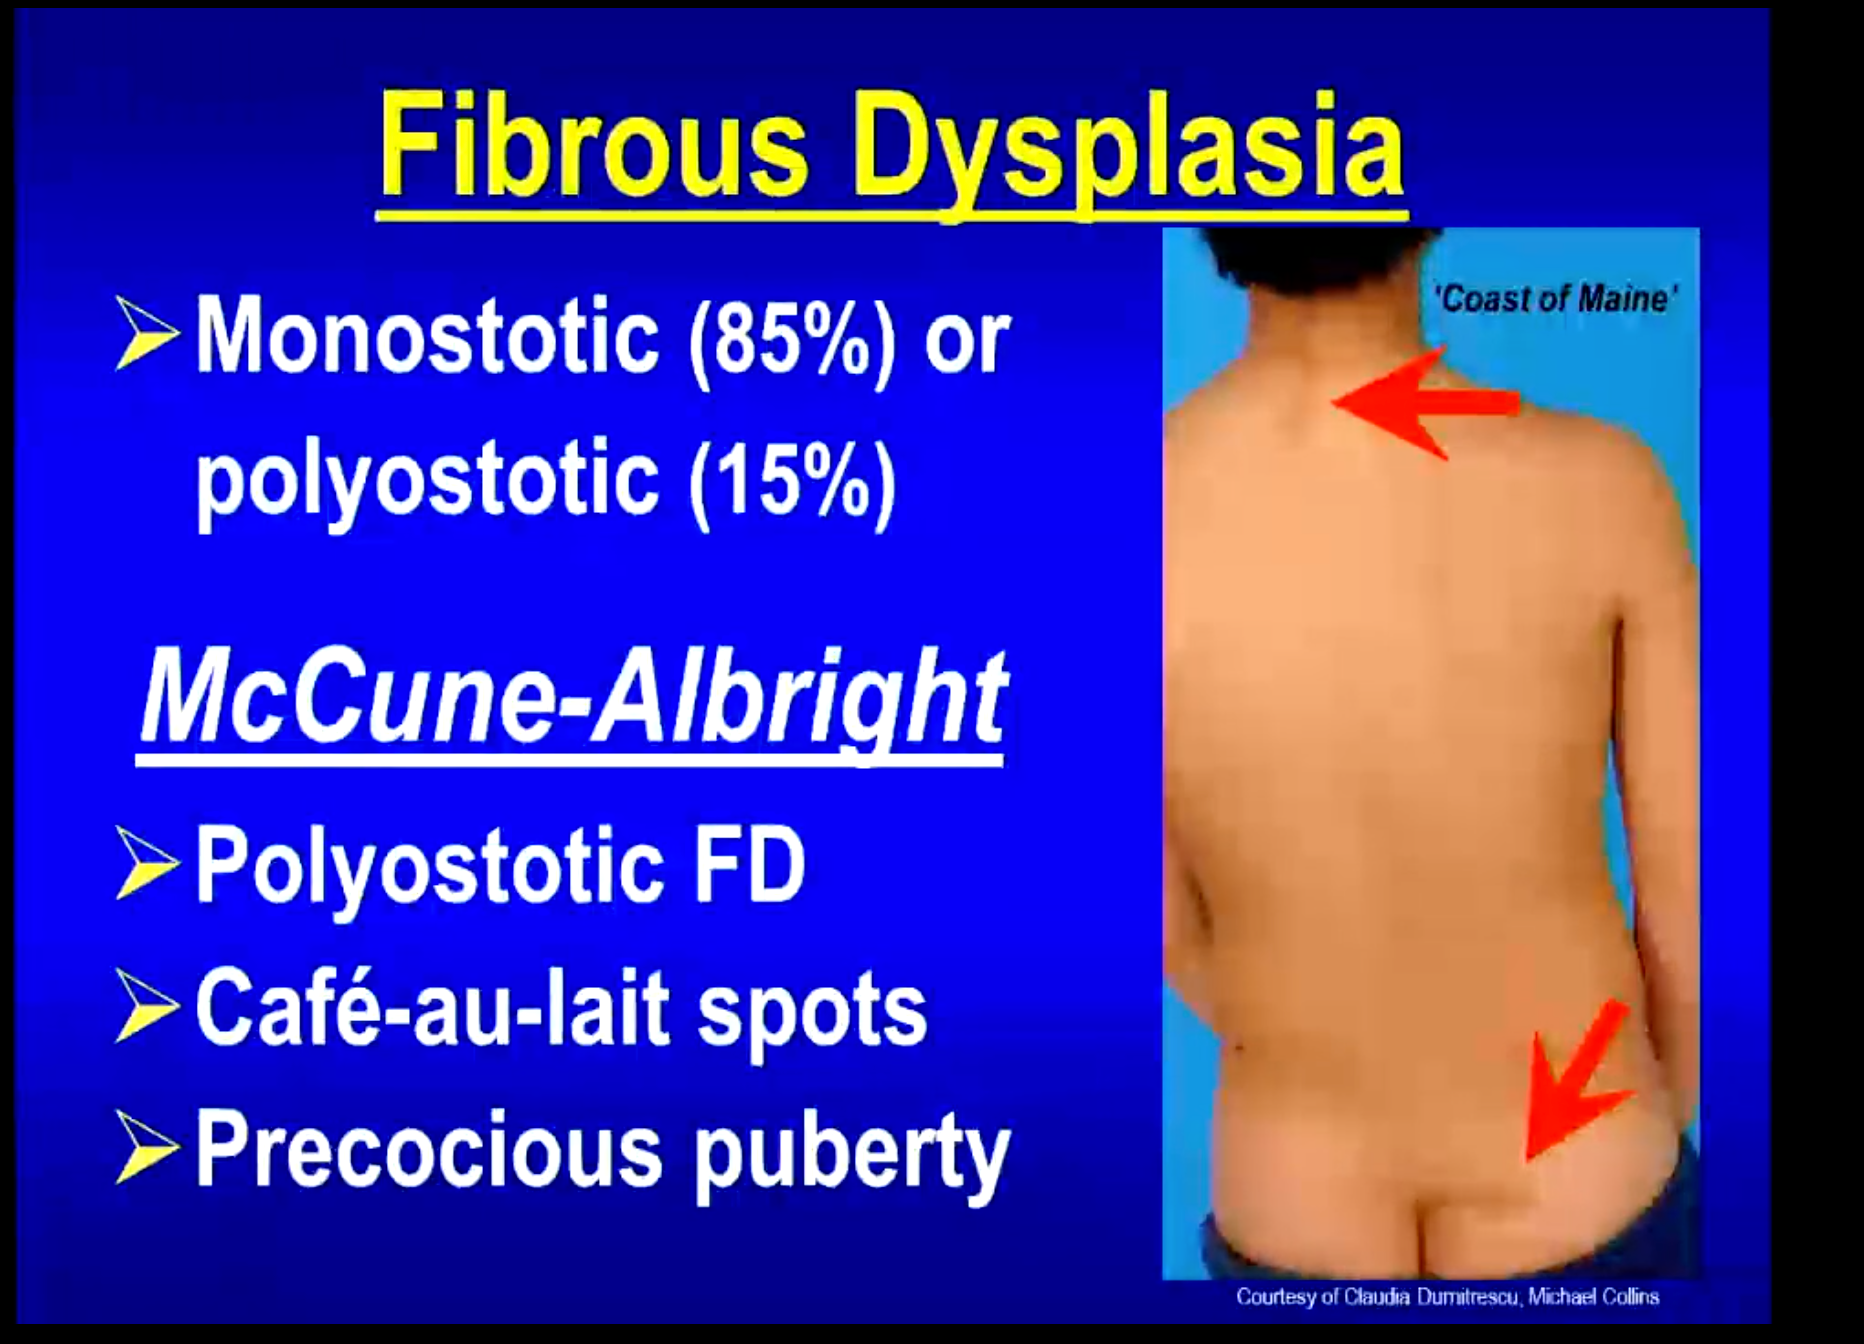 Fibrous Dysplasia
Monostotic (85%) or
polyostotic (15%)
'Coast of Maine'
McCune-Albright
Polyostotic FD
Café-au-lait spots
Precocious puberty
Courtesy of Claudia Dumitrescu, Michael Collins